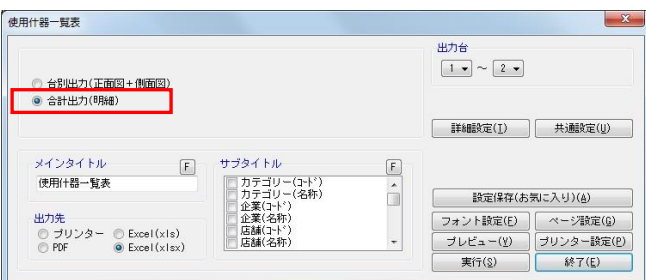 使用什器一覧表
出力台
1 ～ 2
台別出力(正面図＋側面図)
合計出力(明細)
詳細設定(I) 共通設定(U)
メインタイトル F
使用什器一覧表
サブタイトル F
カテゴリー(ｺｰﾄﾞ)
カテゴリー(名称)
企業(ｺｰﾄﾞ)
企業(名称)
店舗(ｺｰﾄﾞ)
店舗(名称)
出力先
プリンター Excel(xls)
PDF Excel(xlsx)
設定保存(お気に入り)(A)
フォント設定(F) ページ設定(G)
プレビュー(V) プリンター設定(P)
実行(S) 終了(E)